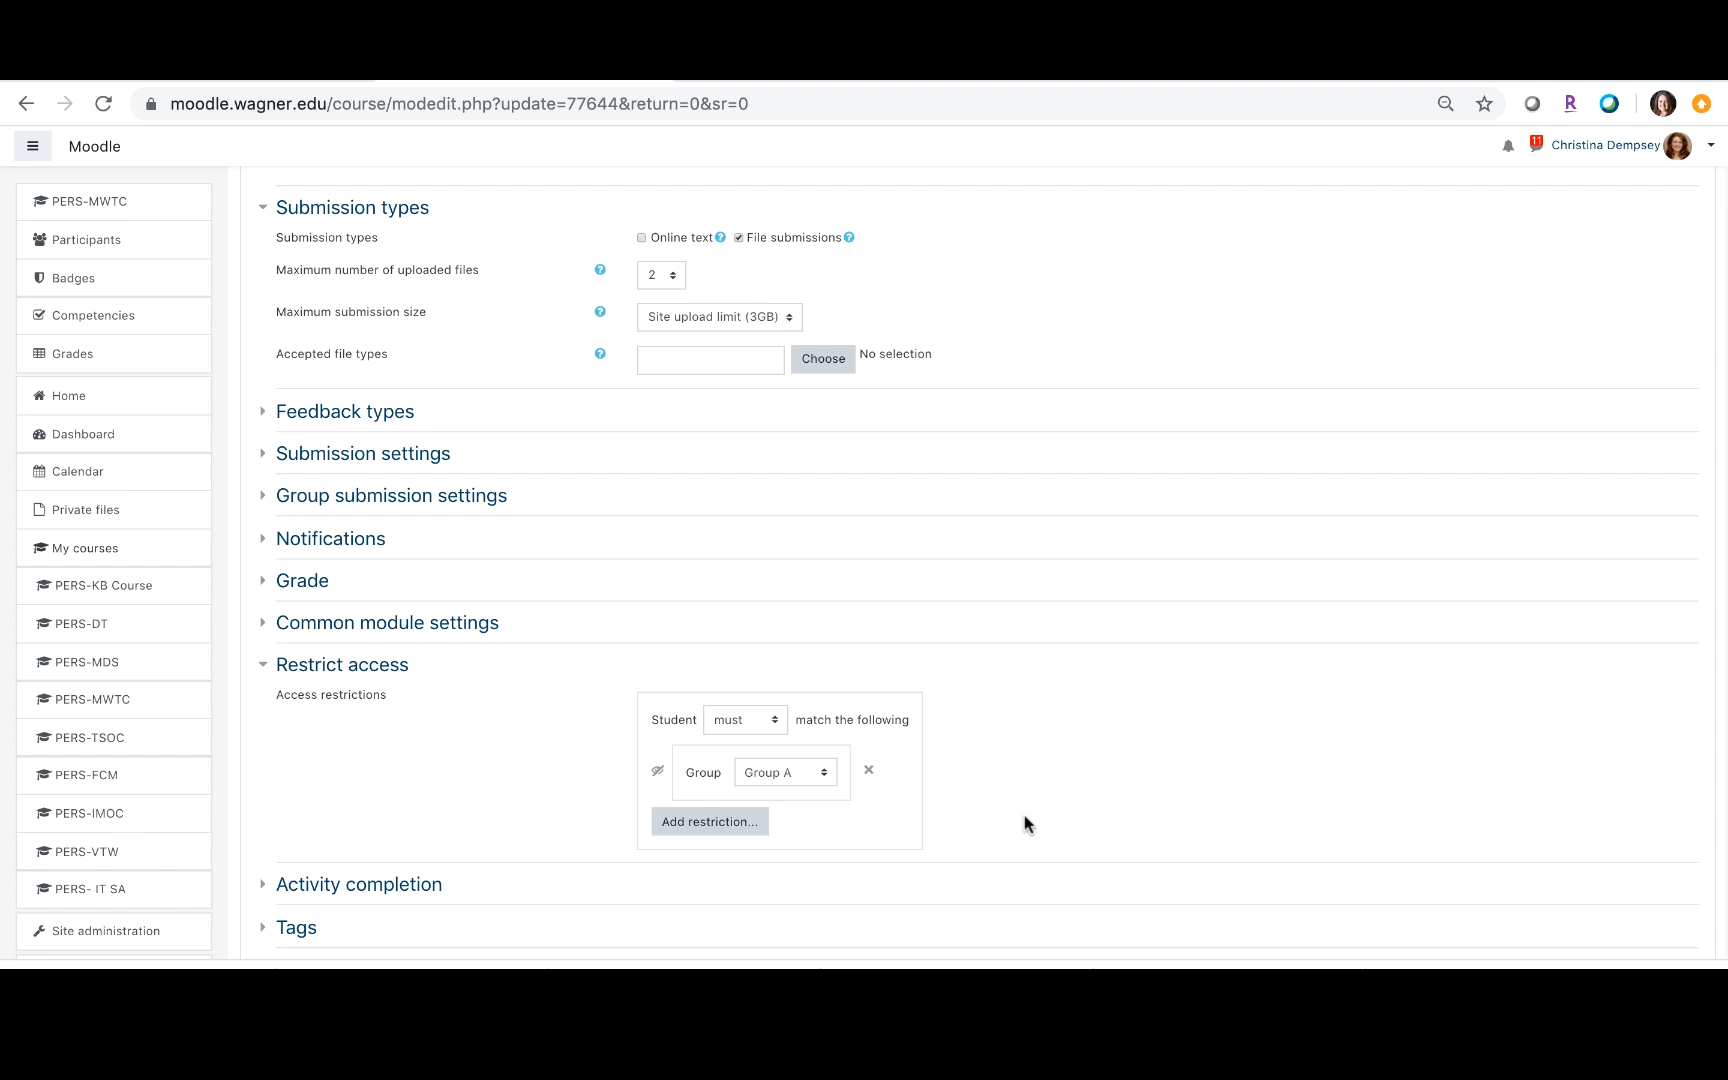 moodle.wagner.edu/course/modedit.php?update=77644&return=0&sr=0
R
Moodle
11
Christina Dempsey
PERS-MWTC
Participants
Badges
Competencies
Grades
Home
Dashboard
Calendar
Private files
My courses
PERS-KB Course
PERS-DT
PERS-MDS
PERS-MWTC
PERS-TSOC
PERS-FCM
PERS-IMOC
PERS-VTW
PERS- IT SA
Site administration
Submission types
Submission types
Online text ? File submissions ?
Maximum number of uploaded files ? 2
Maximum submission size ? Site upload limit (3GB)
Accepted file types ? Choose No selection
Feedback types
Submission settings
Group submission settings
Notifications
Grade
Common module settings
Restrict access
Access restrictions
Student must match the following
Group Group A
Add restriction...
Activity completion
Tags